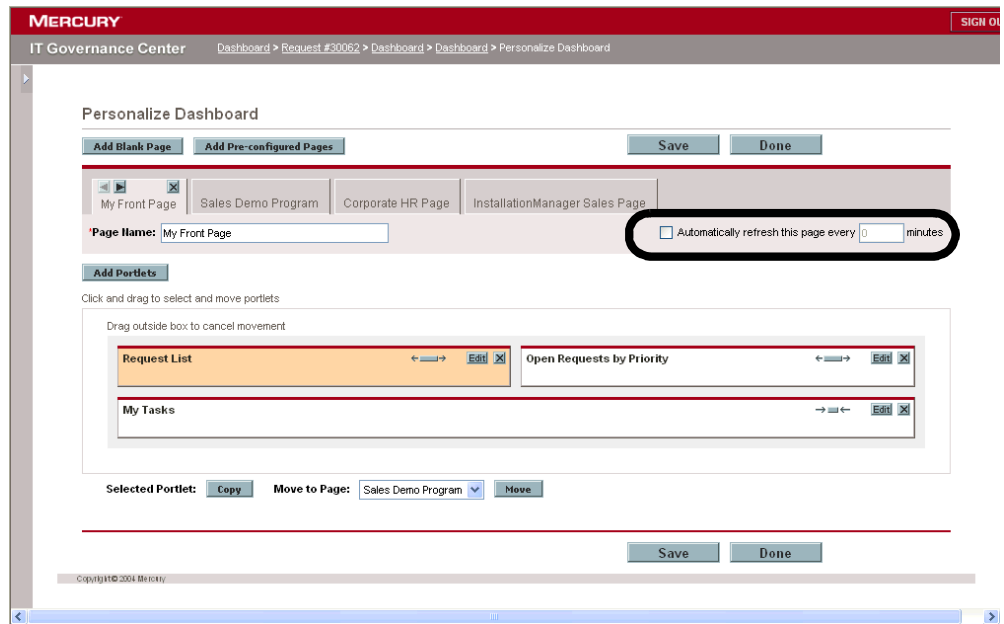 MERCURY
SIGN OU
IT Governance Center Dashboard > Request #30062 > Dashboard > Dashboard > Personalize Dashboard
Personalize Dashboard
Add Blank Page Add Pre-configured Pages Save Done
My Front Page Sales Demo Program Corporate HR Page InstallationManager Sales Page
*Page Name: My Front Page Automatically refresh this page every 0 minutes
Add Portlets
Click and drag to select and move portlets
Drag outside box to cancel movement
Request List Edit Open Requests by Priority Edit
My Tasks Edit
Selected Portlet: Copy Move to Page: Sales Demo Program Move
Save Done
Copyright © 2004 Mercury